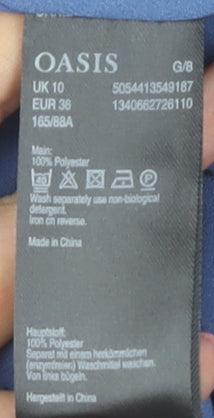 OASIS G/8
UK 10 5054413549187
EUR 36 1340662726110
165/88A
Main:
100% Polyester
40 P
Wash separately use non-biological
detergent.
Iron on reverse.
Made in China
Hauptstoff:
100% Polyester
Separat mit einem herkömmlichen
(enzymfreien) Waschmittel waschen.
Von links bügeln.
Hergestellt in China